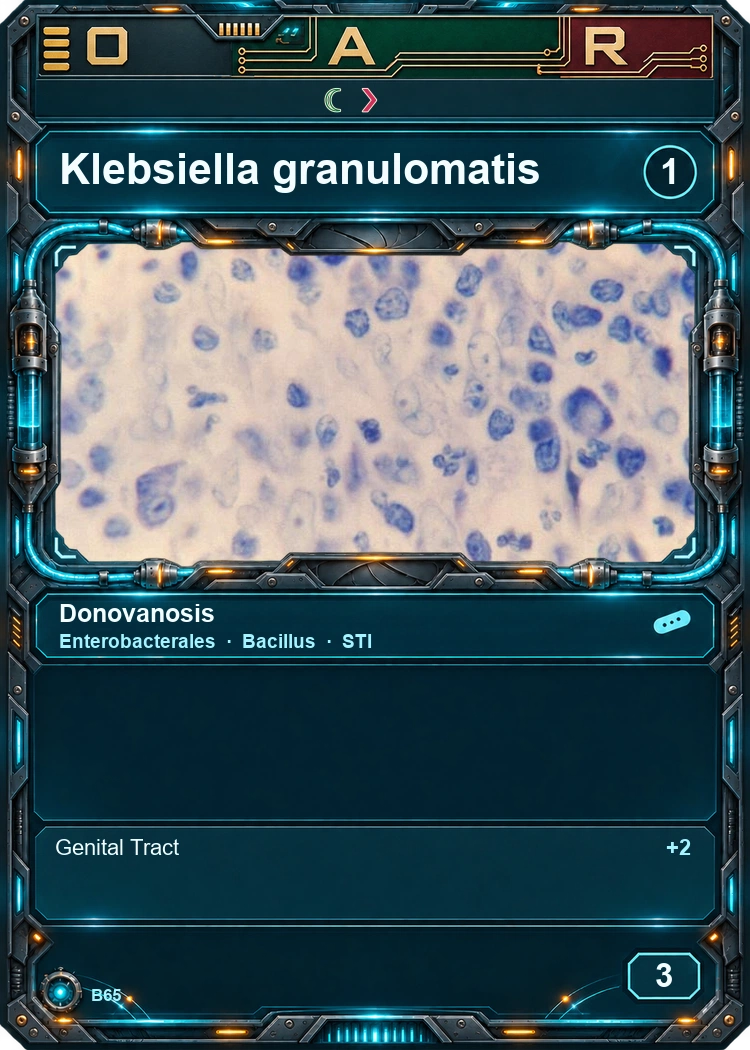 O A R
Klebsiella granulomatis 1
Donovanosis
Enterobacterales · Bacillus · STI
Genital Tract +2
3
B65